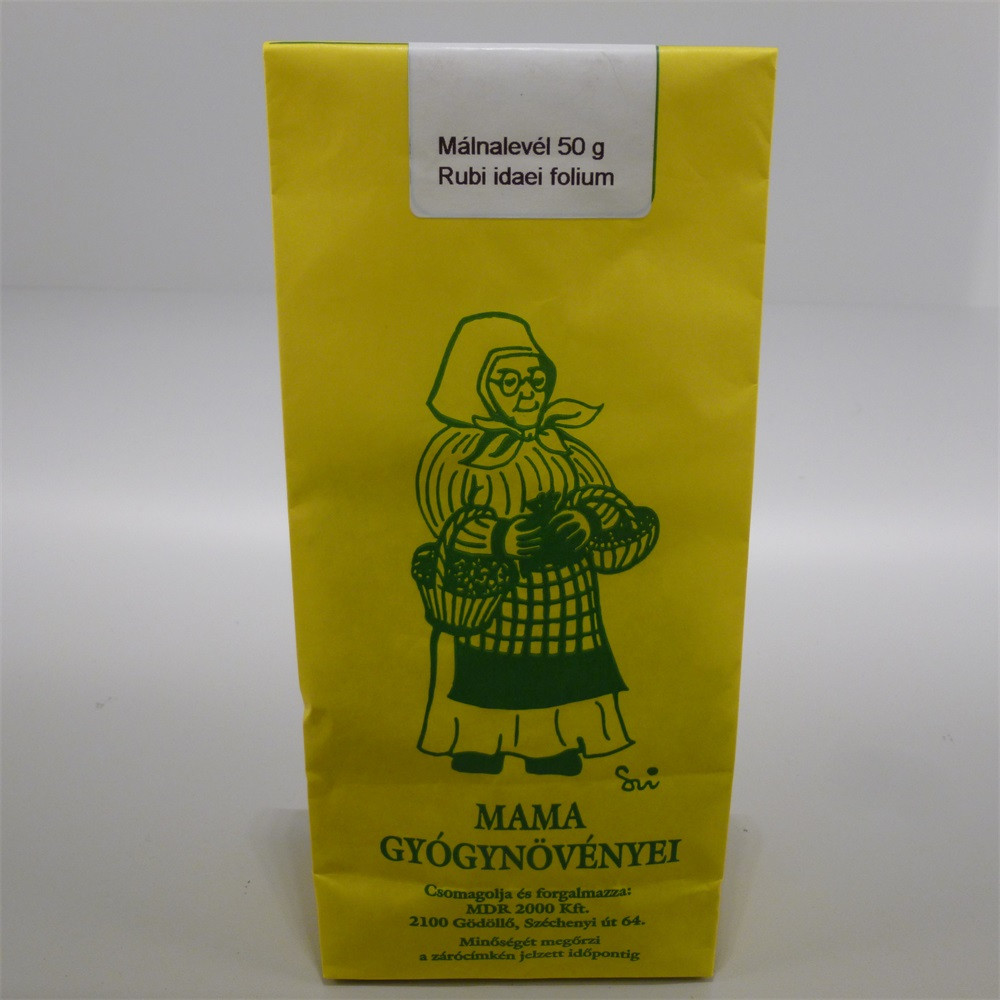 Málnalevél 50 g
Rubi idaei folium
Svi
MAMA
GYÓGYNÖVÉNYEI
Csomagolja és forgalmazza:
MDR 2000 Kft.
2100 Gödöllő, Széchenyi út 64.
Minőségét megőrzi
a zárócímkén jelzett időpontig